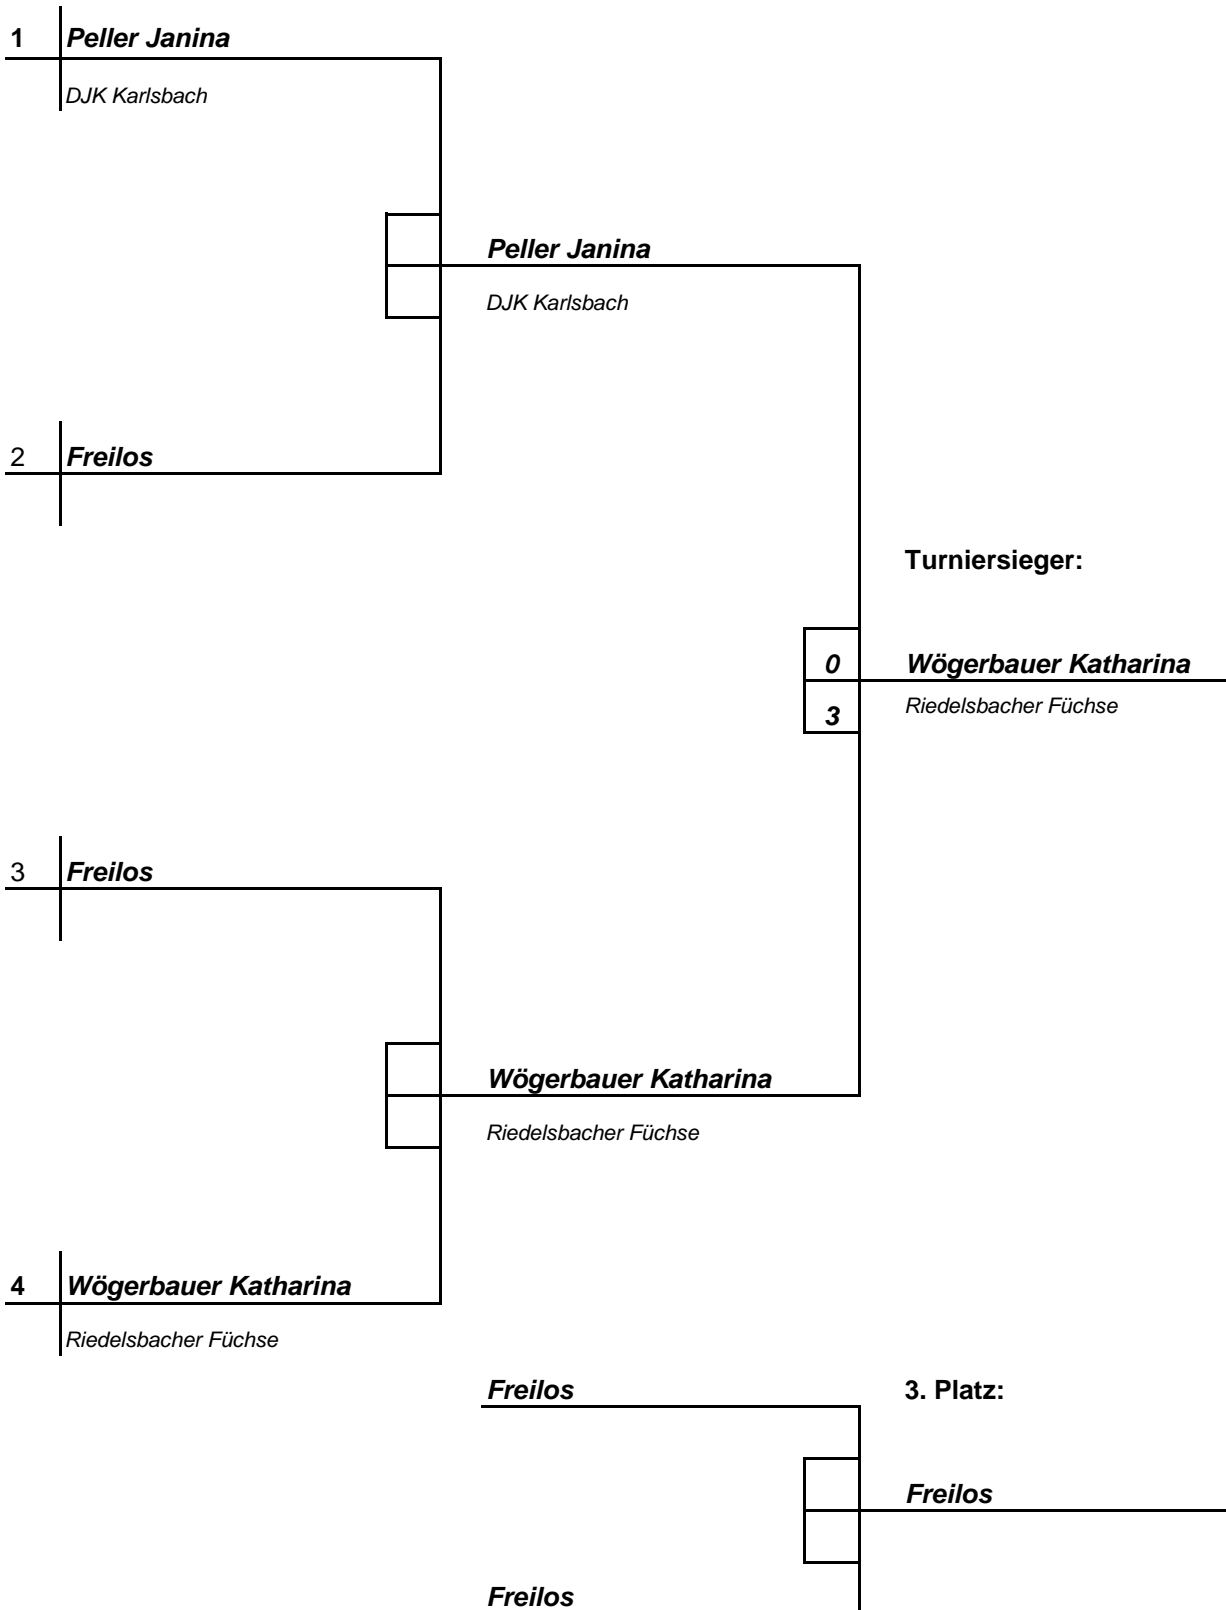 1 Peller Janina
DJK Karlsbach
Peller Janina
DJK Karlsbach
2 Freilos
Turniersieger:
0 Wögerbauer Katharina
3 Riedelsbacher Füchse
3 Freilos
Wögerbauer Katharina
Riedelsbacher Füchse
4 Wögerbauer Katharina
Riedelsbacher Füchse
Freilos 3. Platz:
Freilos
Freilos